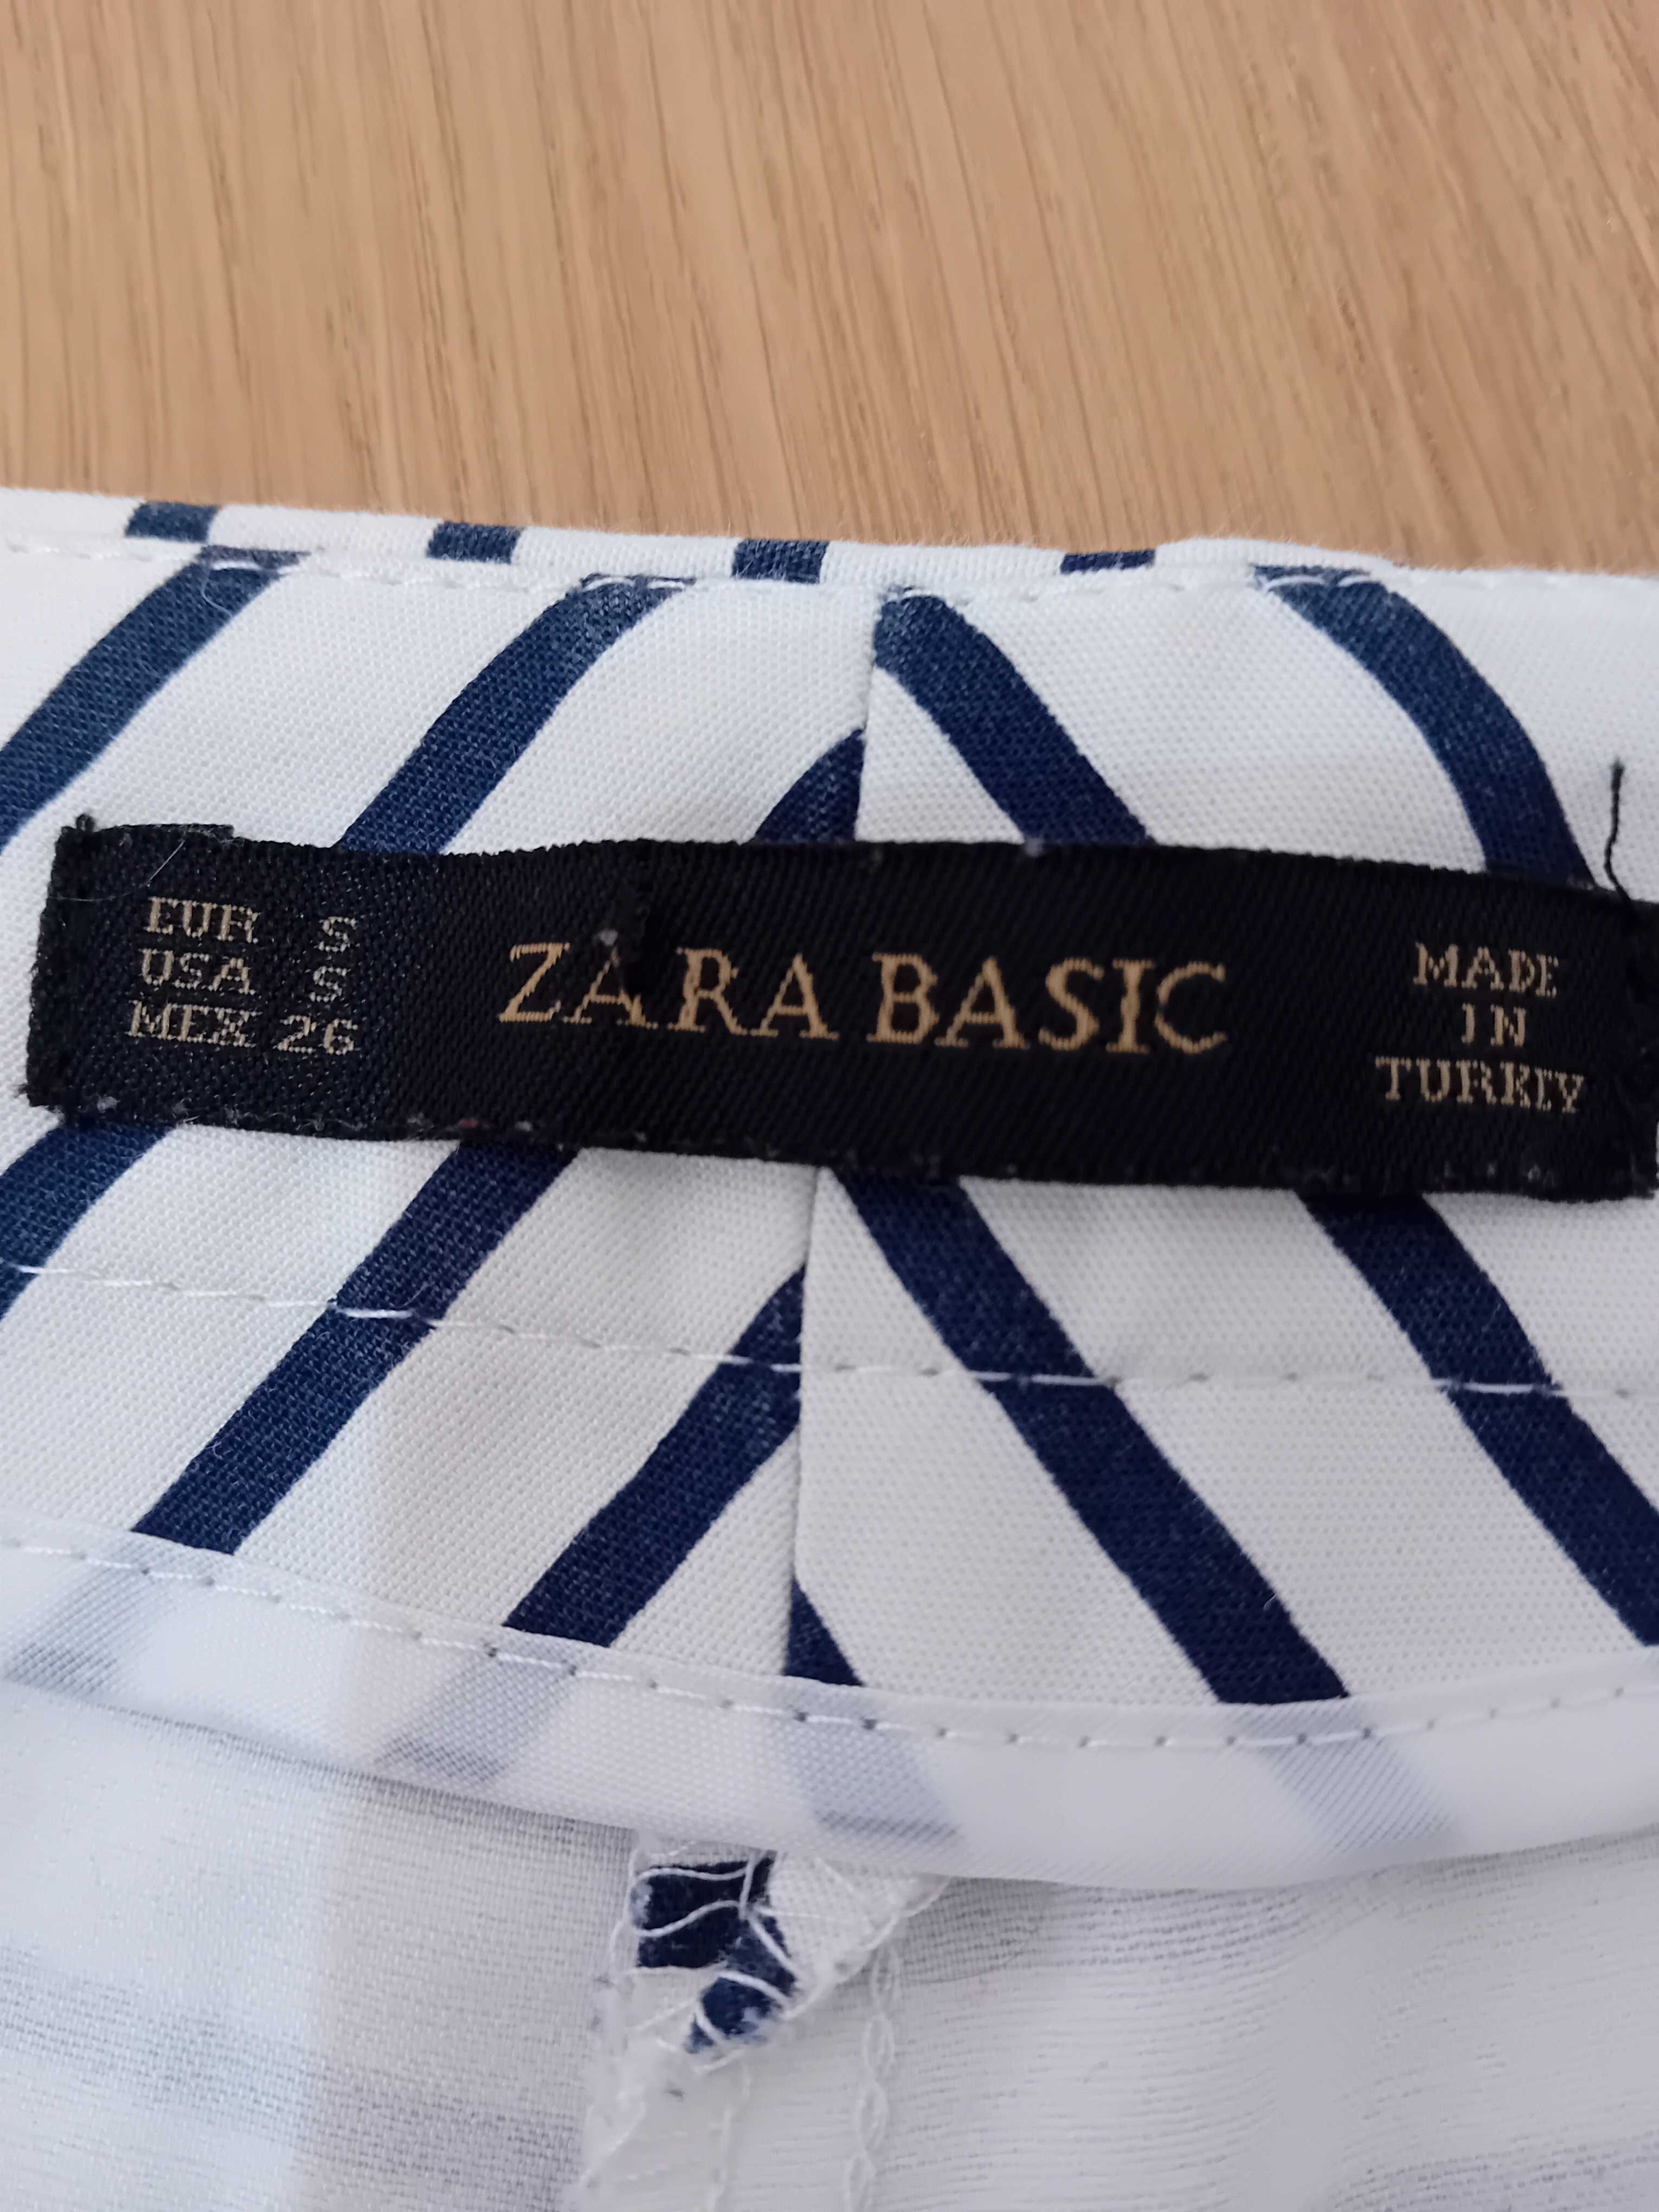 EUR S
USA S
MEX 26
ZARA BASIC
MADE
IN
TURKEY